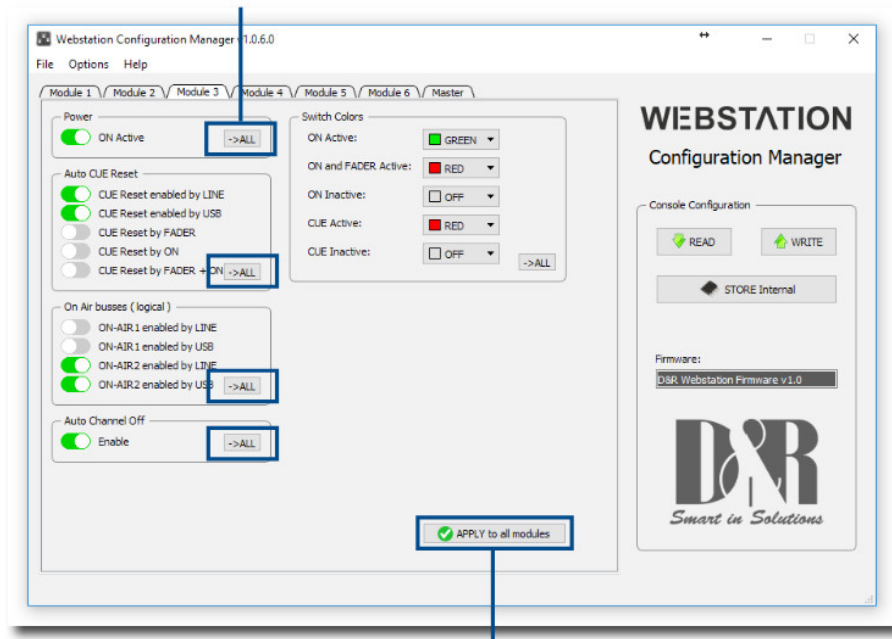 Webstation Configuration Manager v1.0.6.0
File Options Help
Module 1 Module 2 Module 3 Module 4 Module 5 Module 6 Master
Power
ON Active
->ALL
Auto CUE Reset
CUE Reset enabled by LINE
CUE Reset enabled by USB
CUE Reset by FADER
CUE Reset by ON
CUE Reset by FADER + ON
->ALL
On Air busses ( logical )
ON-AIR1 enabled by LINE
ON-AIR1 enabled by USB
ON-AIR2 enabled by LINE
ON-AIR2 enabled by USB
->ALL
Auto Channel Off
Enable
->ALL
Switch Colors
ON Active: GREEN
ON and FADER Active: RED
ON Inactive: OFF
CUE Active: RED
CUE Inactive: OFF
->ALL
APPLY to all modules
WEBSTATION
Configuration Manager
Console Configuration
READ WRITE
STORE Internal
Firmware:
D&R Webstation Firmware v1.0
D&R
Smart in Solutions